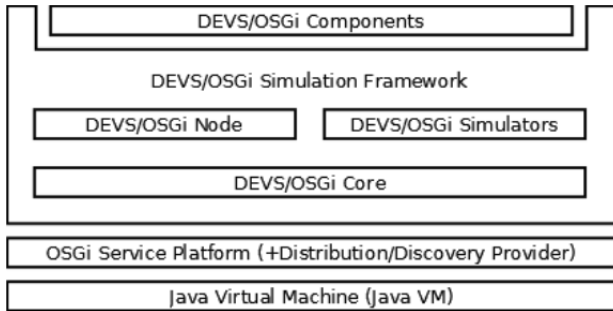 DEVS/OSGi Components
DEVS/OSGi Simulation Framework
DEVS/OSGi Node
DEVS/OSGi Simulators
DEVS/OSGi Core
OSGi Service Platform (+Distribution/Discovery Provider)
Java Virtual Machine (Java VM)